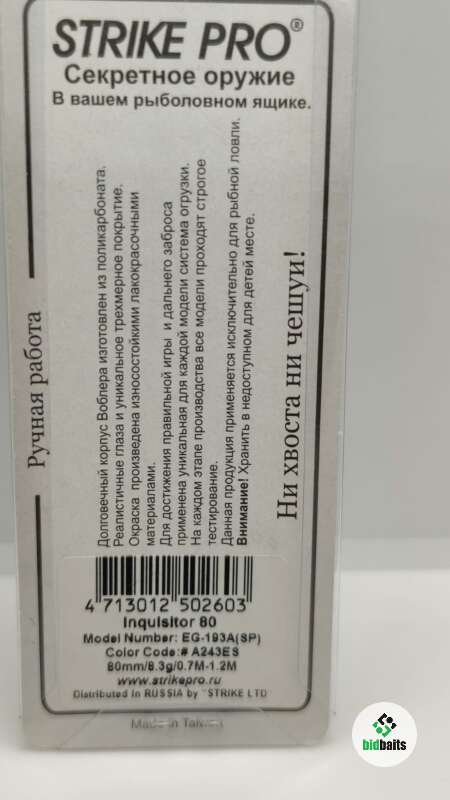 STRIKE PRO®
Секретное оружие
В вашем рыболовном ящике.
Ручная работа
Долговечный корпус Воблера изготовлен из поликарбоната.
Реалистичные глаза и уникальное трехмерное покрытие.
Окраска произведена износостойкими лакокрасочными
материалами.
Для достижения правильной игры и дальнего заброса
применена уникальная для каждой модели система огрузки.
На каждом этапе производства все модели проходят строгое
тестирование.
Данная продукция применяется исключительно для рыбной ловли.
Внимание! Хранить в недоступном для детей месте.
Ни хвоста ни чешуи!
4 713012 502603
Inquisitor 80
Model Number: EG-193A(SP)
Color Code:# A243ES
80mm/8.3g/0.7M-1.2M
www.strikepro.ru
Distributed in RUSSIA by "STRIKE LTD
Made in Taiwan
bidbaits